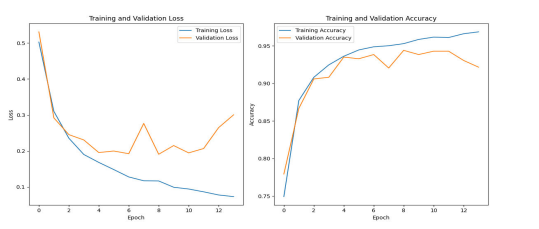 Training and Validation Loss
Training Loss
Validation Loss
0.5
0.4
0.3
0.2
0.1
Loss
0 2 4 6 8 10 12
Epoch
Training and Validation Accuracy
Training Accuracy
Validation Accuracy
0.95
0.90
0.85
0.80
0.75
Accuracy
0 2 4 6 8 10 12
Epoch